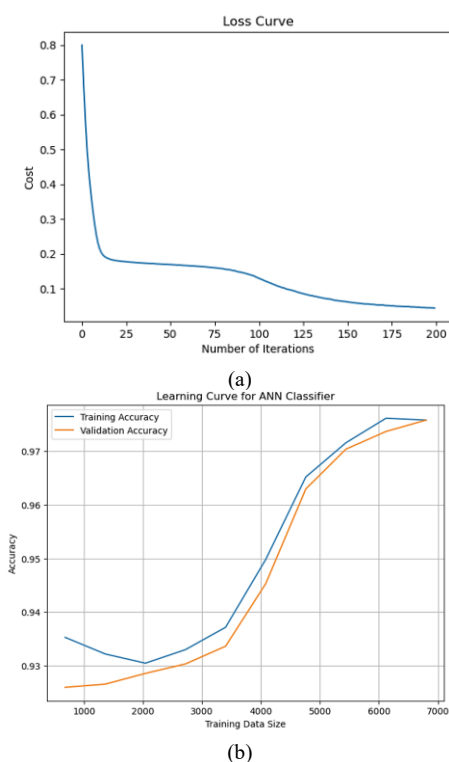 Loss Curve
0.8
0.7
0.6
0.5
0.4
0.3
0.2
0.1
Cost
0 25 50 75 100 125 150 175 200
Number of Iterations
(a)
Learning Curve for ANN Classifier
Training Accuracy
Validation Accuracy
0.97
0.96
0.95
0.94
0.93
Accuracy
1000 2000 3000 4000 5000 6000 7000
Training Data Size
(b)